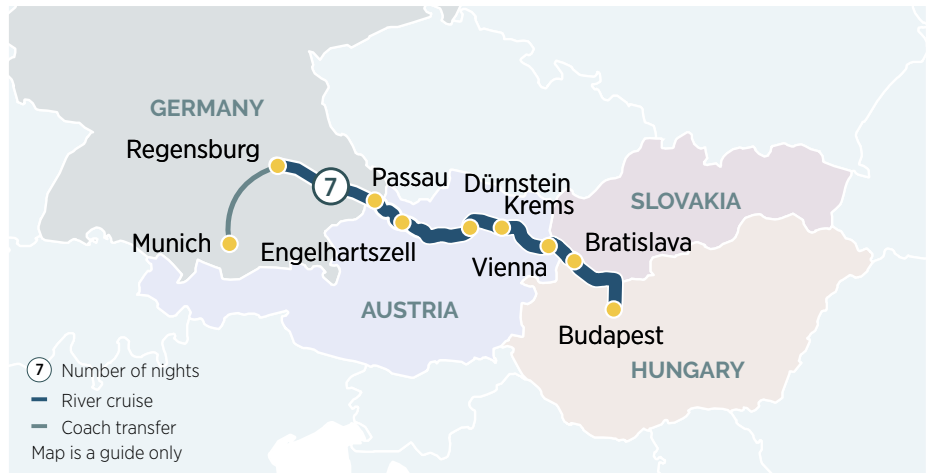 GERMANY
Regensburg
7
Passau
Dürnstein
Krems
SLOVAKIA
Munich
Engelhartszell
Vienna
Bratislava
AUSTRIA
Budapest
HUNGARY
7 Number of nights
River cruise
Coach transfer
Map is a guide only